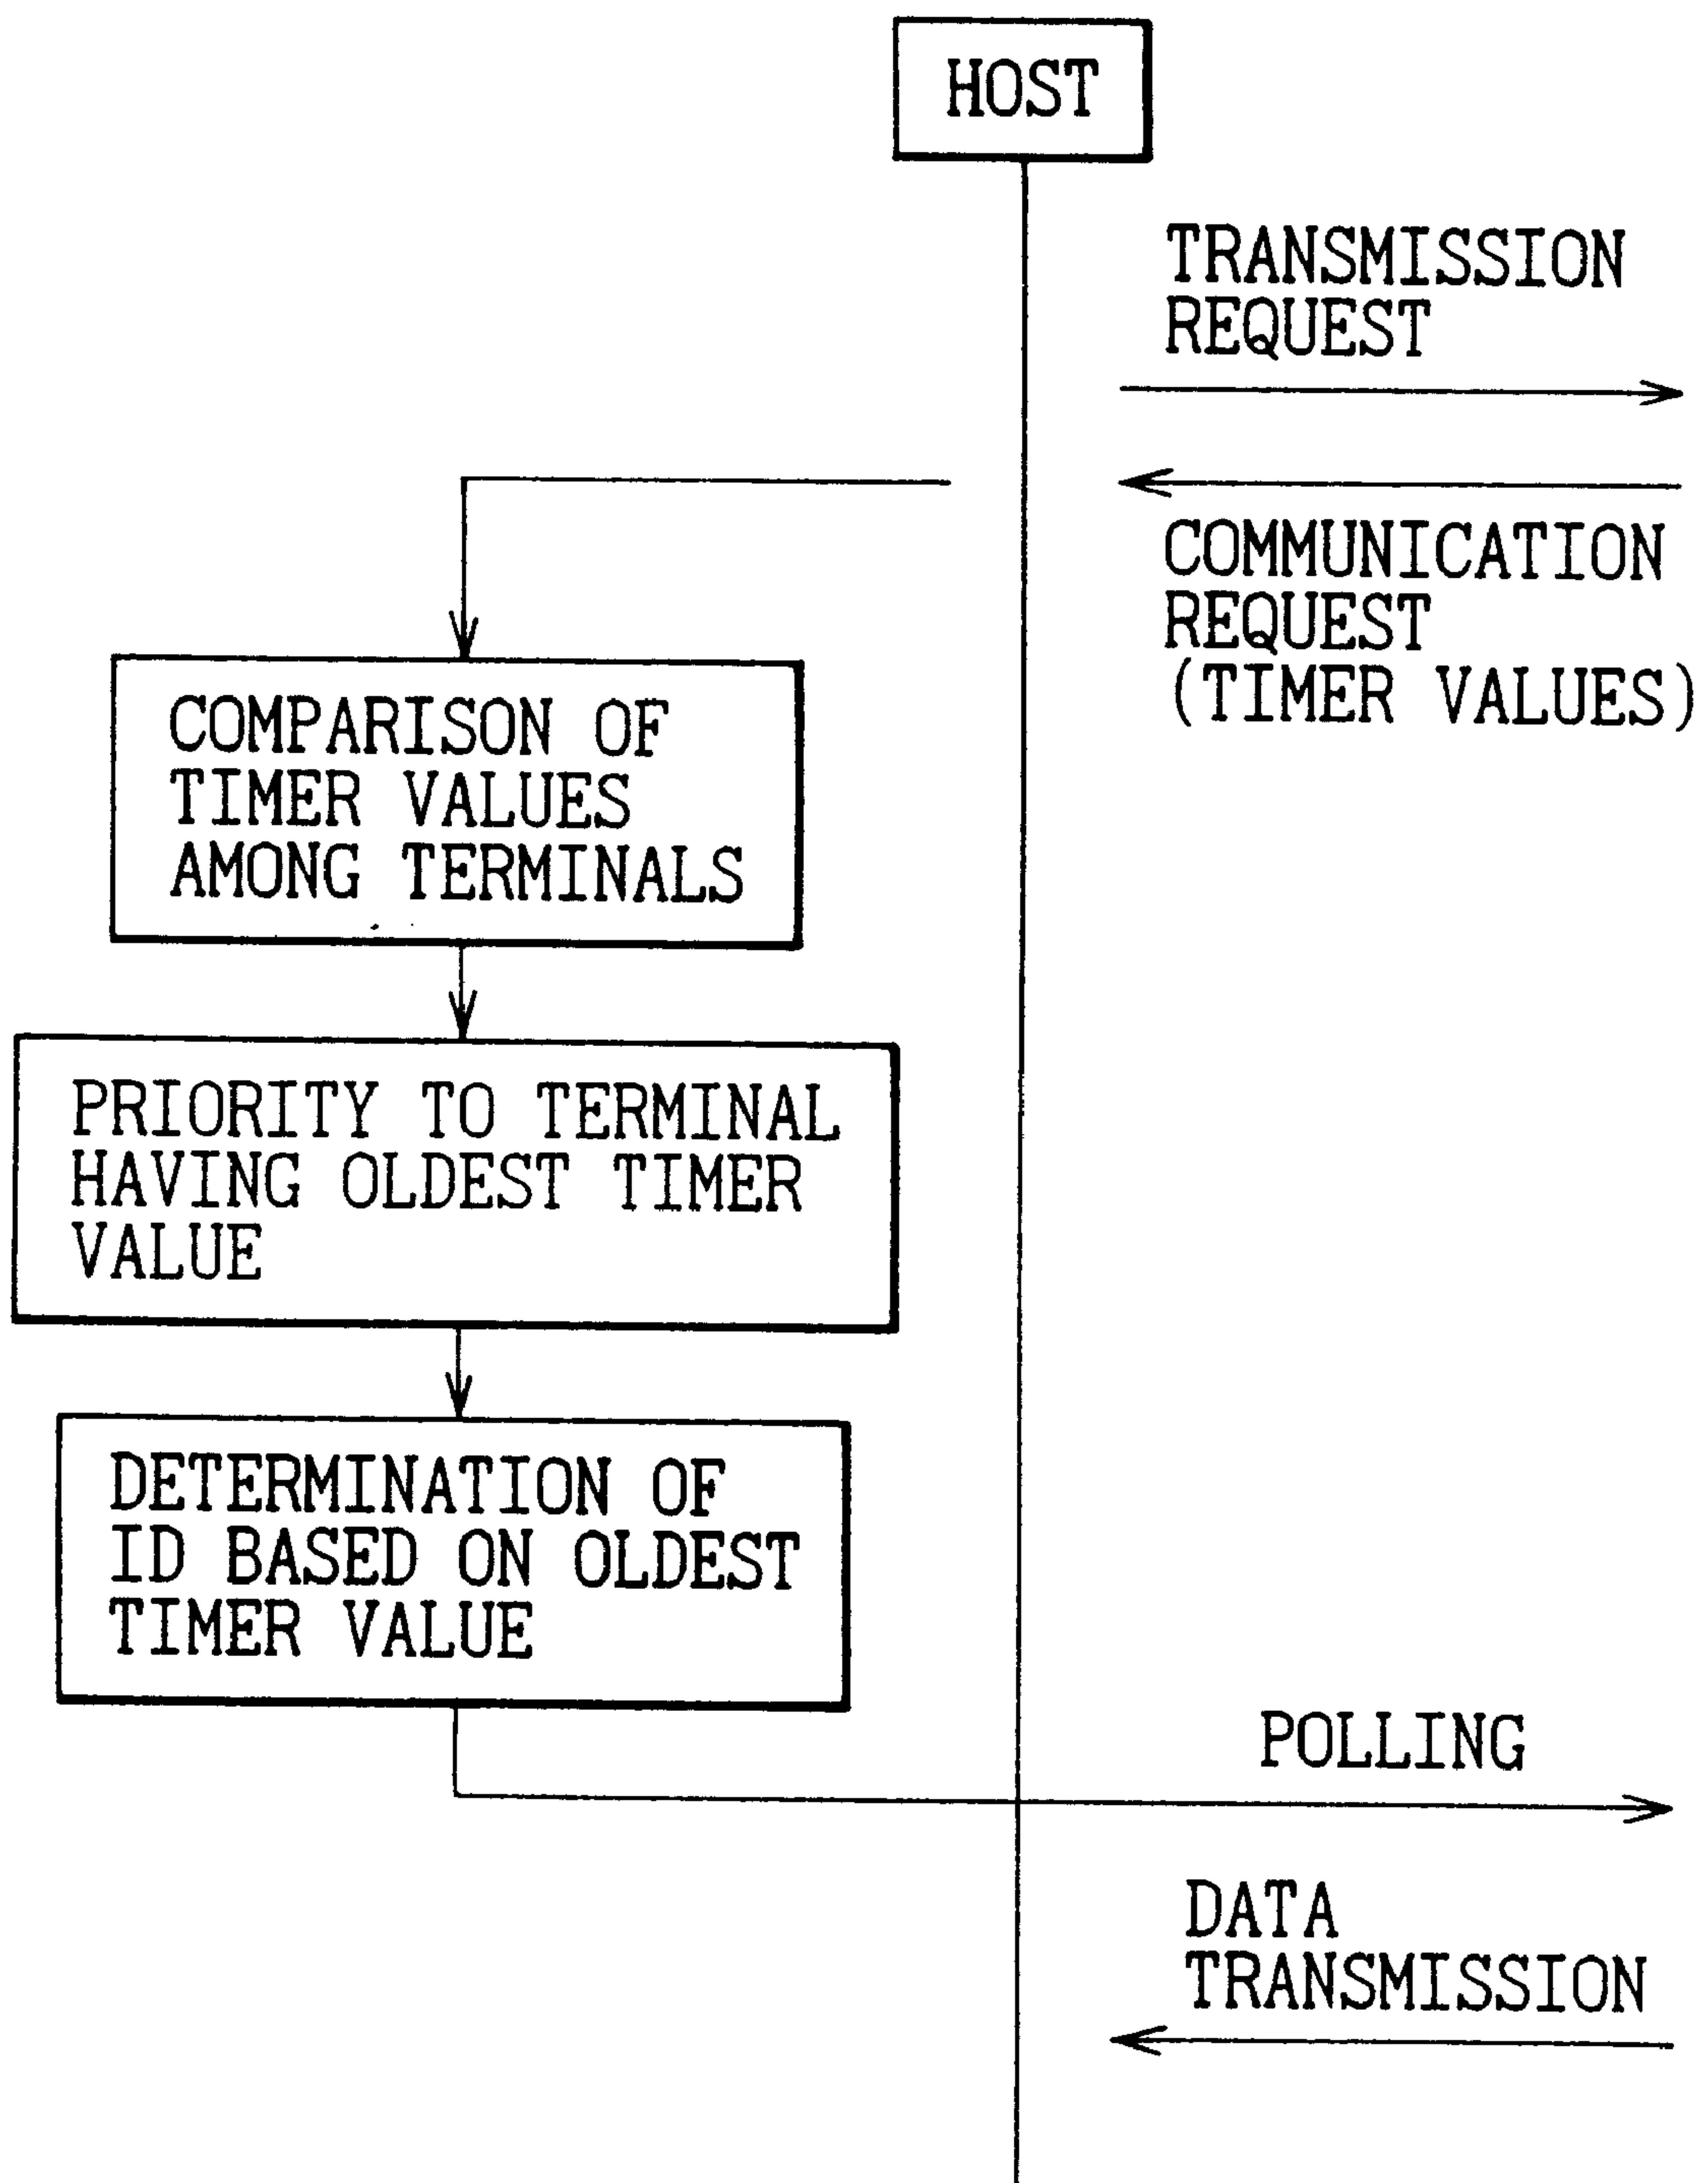 HOST
TRANSMISSION
REQUEST
COMMUNICATION
REQUEST
(TIMER VALUES)
COMPARISON OF
TIMER VALUES
AMONG TERMINALS
PRIORITY TO TERMINAL
HAVING OLDEST TIMER
VALUE
DETERMINATION OF
ID BASED ON OLDEST
TIMER VALUE
POLLING
DATA
TRANSMISSION